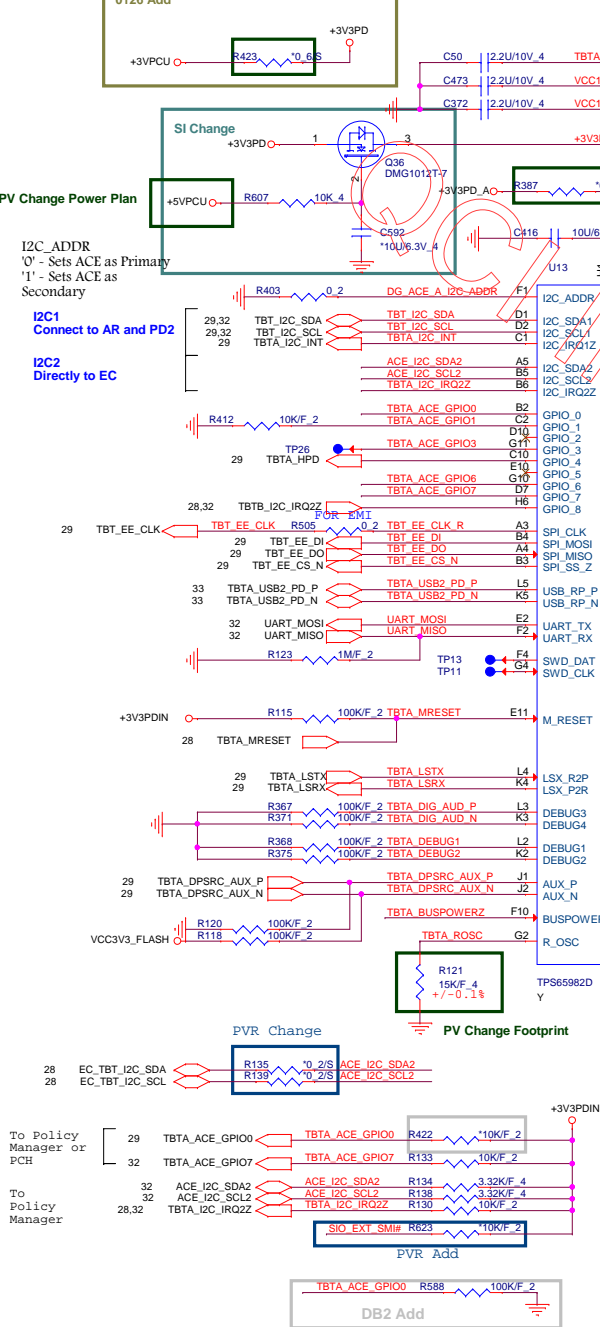 0126 Add
+3V3PD
+3VPCU R423 *0_6/S
C50 2.2U/10V_4 TBTA
C473 2.2U/10V_4 VCC1
C372 2.2U/10V_4 VCC1
SI Change
+3V3PD 1 3 +3V3
Q36
DMG1012T-7
2
+3V3PD_A R387
PV Change Power Plan
+5VPCU R607 10K_4
C592
*10U/6.3V_4
C416 10U/6
U13
I2C_ADDR
'0' - Sets ACE as Primary
'1' - Sets ACE as
Secondary
R403 0_2 DG_ACE_A_I2C_ADDR F1 I2C_ADDR
I2C1
Connect to AR and PD2
29,32 TBT_I2C_SDA TBT_I2C_SDA D1 I2C_SDA1
29,32 TBT_I2C_SCL TBT_I2C_SCL D2 I2C_SCL1
29 TBTA_I2C_INT TBTA_I2C_INT C1 I2C_IRQ1Z
I2C2
Directly to EC
ACE_I2C_SDA2 A5 I2C_SDA2
ACE_I2C_SCL2 B5 I2C_SCL2
TBTA_I2C_IRQ2Z B6 I2C_IRQ2Z
TBTA_ACE_GPIO0 B2 GPIO_0
R412 10K/F_2 TBTA_ACE_GPIO1 C2 GPIO_1
D10 GPIO_2
TP26 TBTA_ACE_GPIO3 G11 GPIO_3
29 TBTA_HPD C10 GPIO_4
E10 GPIO_5
TBTA_ACE_GPIO6 G10 GPIO_6
TBTA_ACE_GPIO7 D7 GPIO_7
28,32 TBTB_I2C_IRQ2Z H6 GPIO_8
FOR EMI
29 TBT_EE_CLK TBT_EE_CLK R505 0_2 TBT_EE_CLK_R A3 SPI_CLK
29 TBT_EE_DI TBT_EE_DI B4 SPI_MOSI
29 TBT_EE_DO TBT_EE_DO A4 SPI_MISO
29 TBT_EE_CS_N TBT_EE_CS_N B3 SPI_SS_Z
33 TBTA_USB2_PD_P TBTA_USB2_PD_P L5 USB_RP_P
33 TBTA_USB2_PD_N TBTA_USB2_PD_N K5 USB_RP_N
32 UART_MOSI UART_MOSI E2 UART_TX
32 UART_MISO UART_MISO F2 UART_RX
R123 1M/F_2
TP13 F4 SWD_DAT
TP11 G4 SWD_CLK
+3V3PDIN R115 100K/F_2 TBTA_MRESET E11 M_RESET
28 TBTA_MRESET
29 TBTA_LSTX TBTA_LSTX L4 LSX_R2P
29 TBTA_LSRX TBTA_LSRX K4 LSX_P2R
R367 100K/F_2 TBTA_DIG_AUD_P L3 DEBUG3
R371 100K/F_2 TBTA_DIG_AUD_N K3 DEBUG4
R368 100K/F_2 TBTA_DEBUG1 L2 DEBUG1
R375 100K/F_2 TBTA_DEBUG2 K2 DEBUG2
29 TBTA_DPSRC_AUX_P TBTA_DPSRC_AUX_P J1 AUX_P
29 TBTA_DPSRC_AUX_N TBTA_DPSRC_AUX_N J2 AUX_N
TBTA_BUSPOWERZ F10 BUSPOWER
R120 100K/F_2
VCC3V3_FLASH R118 100K/F_2
TBTA_ROSC G2 R_OSC
R121
15K/F_4
+/-0.1%
TPS65982D
Y
PV Change Footprint
PVR Change
28 EC_TBT_I2C_SDA R135 *0_2/S ACE_I2C_SDA2
28 EC_TBT_I2C_SCL R139 *0_2/S ACE_I2C_SCL2
+3V3PDIN
To Policy
Manager or
PCH
29 TBTA_ACE_GPIO0 TBTA_ACE_GPIO0 R422 *10K/F_2
32 TBTA_ACE_GPIO7 TBTA_ACE_GPIO7 R133 10K/F_2
To
Policy
Manager
32 ACE_I2C_SDA2 ACE_I2C_SDA2 R134 3.32K/F_4
32 ACE_I2C_SCL2 ACE_I2C_SCL2 R138 3.32K/F_4
28,32 TBTA_I2C_IRQ2Z TBTA_I2C_IRQ2Z R130 10K/F_2
SIO_EXT_SMI# R623 *10K/F_2
PVR Add
TBTA_ACE_GPIO0 R588 100K/F_2
DB2 Add